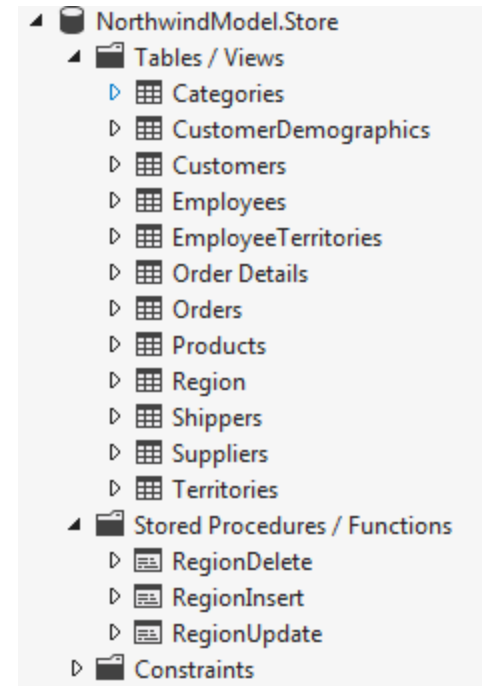 NorthwindModel.Store
Tables / Views
Categories
CustomerDemographics
Customers
Employees
EmployeeTerritories
Order Details
Orders
Products
Region
Shippers
Suppliers
Territories
Stored Procedures / Functions
RegionDelete
RegionInsert
RegionUpdate
Constraints